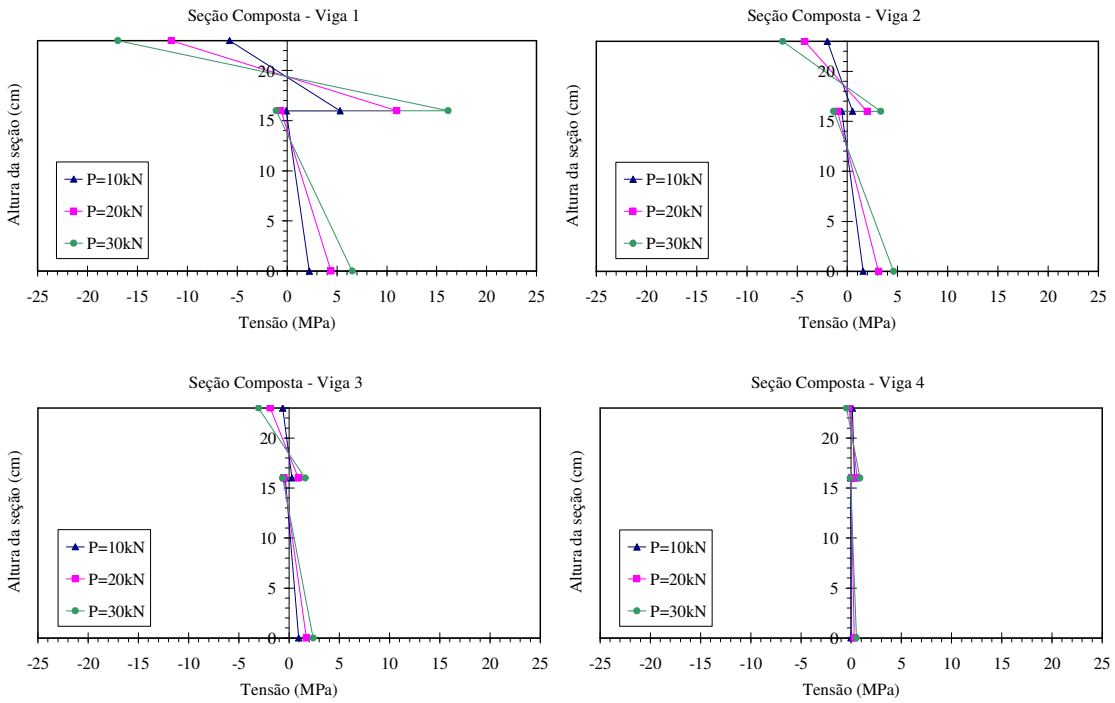 Seção Composta - Viga 1
Altura da seção (cm)
20
15
10
5
0
P=10kN
P=20kN
P=30kN
-25 -20 -15 -10 -5 0 5 10 15 20 25
Tensão (MPa)
Seção Composta - Viga 2
Altura da seção (cm)
20
15
10
5
0
P=10kN
P=20kN
P=30kN
-25 -20 -15 -10 -5 0 5 10 15 20 25
Tensão (MPa)
Seção Composta - Viga 3
Altura da seção (cm)
20
15
10
5
0
P=10kN
P=20kN
P=30kN
-25 -20 -15 -10 -5 0 5 10 15 20 25
Tensão (MPa)
Seção Composta - Viga 4
Altura da seção (cm)
20
15
10
5
0
P=10kN
P=20kN
P=30kN
-25 -20 -15 -10 -5 0 5 10 15 20 25
Tensão (MPa)